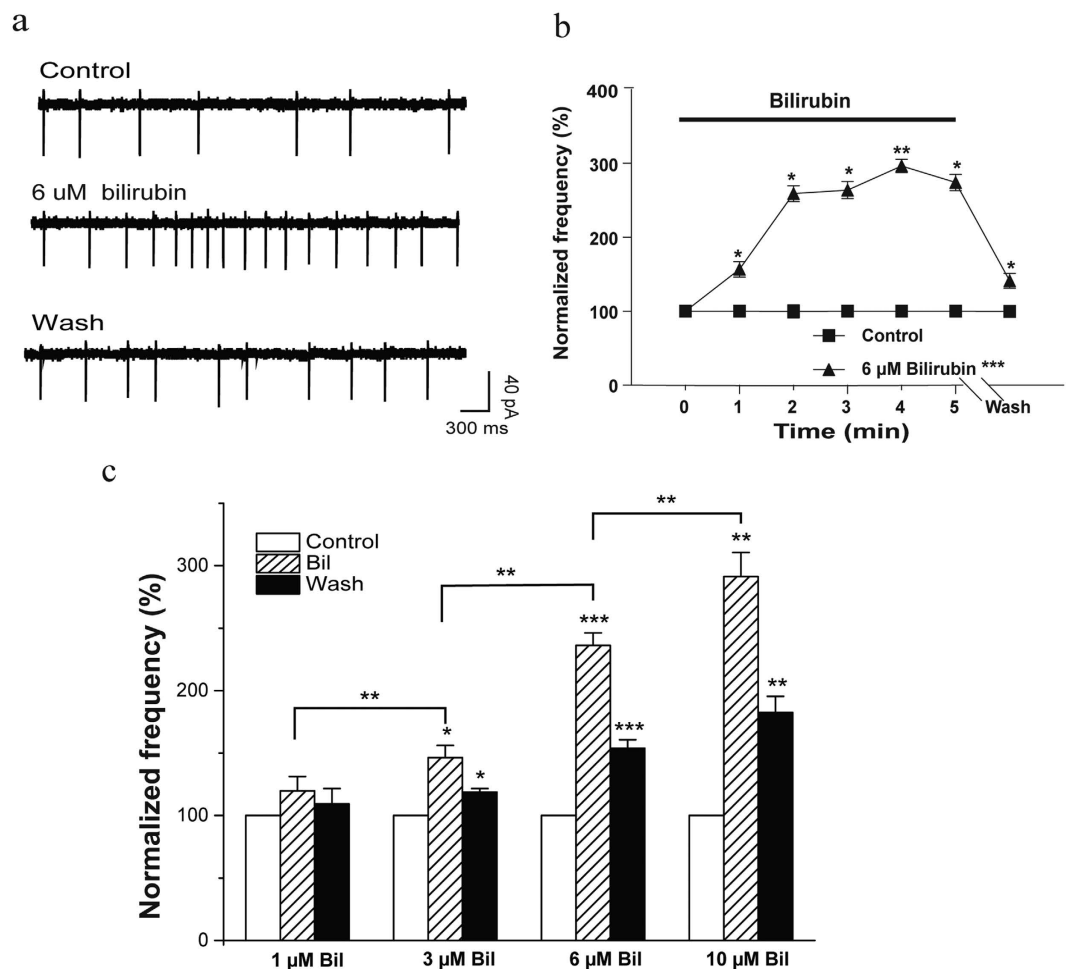 a
Control
6 uM bilirubin
Wash
40 pA
300 ms
b
Normalized frequency (%)
400
300
200
100
0
Bilirubin
*
*
*
**
*
*
Control
6 µM Bilirubin ***
0 1 2 3 4 5 Wash
Time (min)
c
Normalized frequency (%)
300
200
100
0
Control
Bil
Wash
**
**
**
*
*
***
***
**
**
1 µM Bil 3 µM Bil 6 µM Bil 10 µM Bil